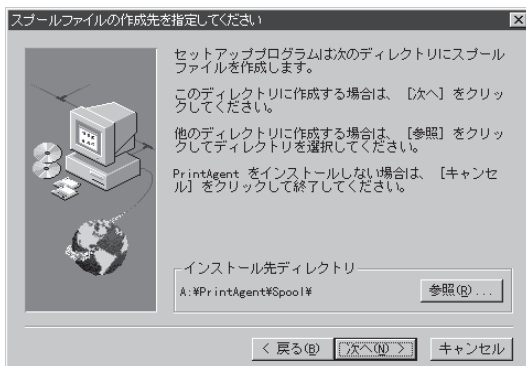 スプールファイルの作成先を指定してください
セットアッププログラムは次のディレクトリにスプール
ファイルを作成します。
このディレクトリに作成する場合は、［次へ］をクリッ
クしてください。
他のディレクトリに作成する場合は、［参照］をクリッ
クしてディレクトリを選択してください。
PrintAgent をインストールしない場合は、［キャンセ
ル］をクリックして終了してください。
インストール先ディレクトリ
A:¥PrintAgent¥Spool¥
参照(R)...
< 戻る(B)
次へ(N) >
キャンセル